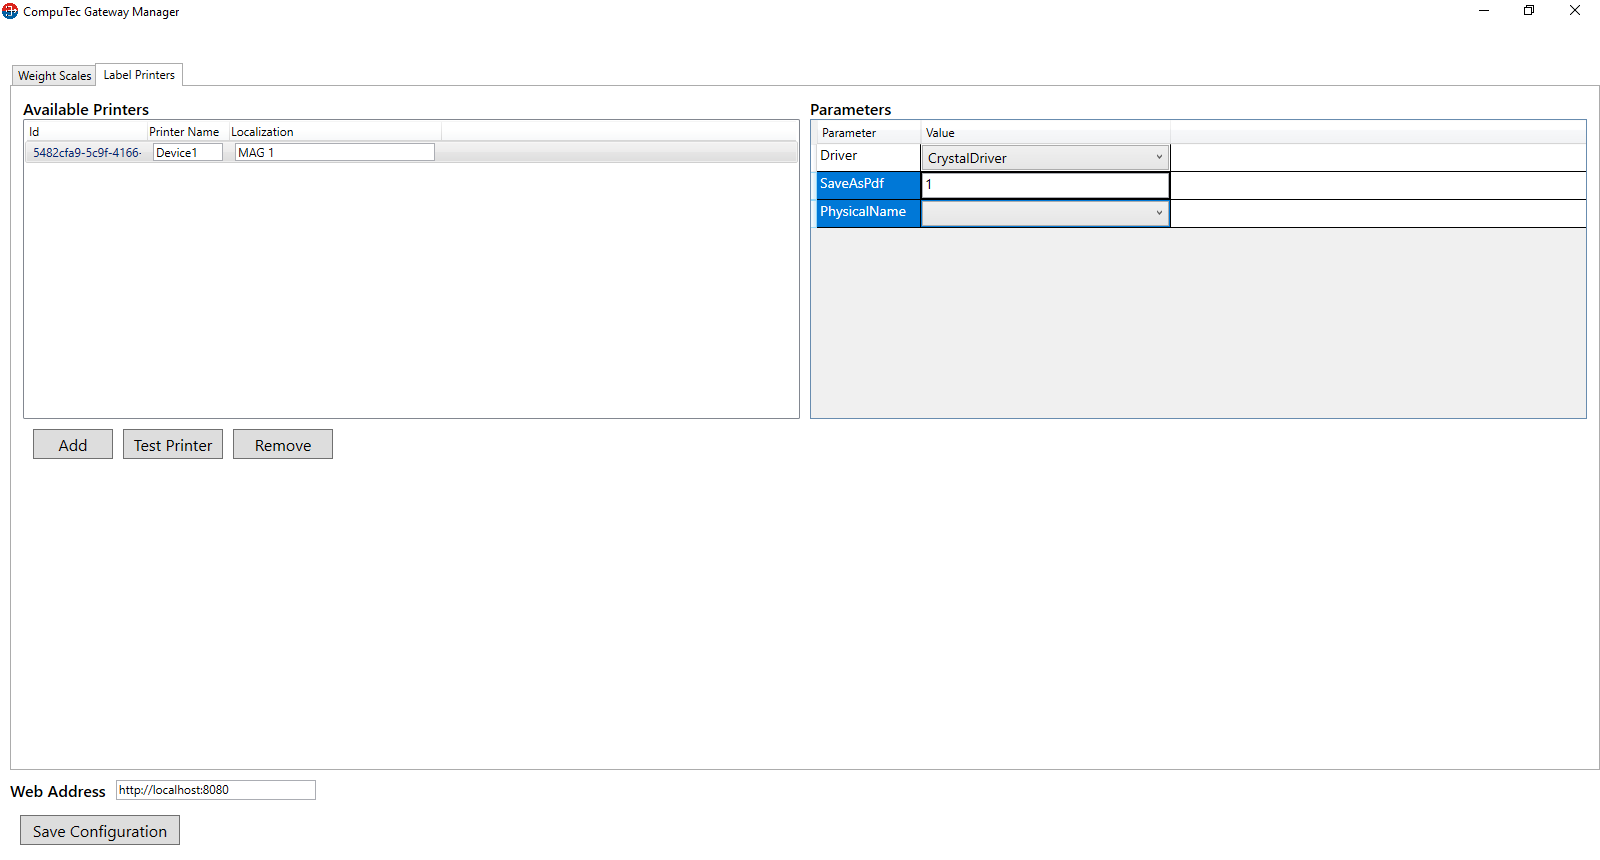 CompuTec Gateway Manager
Weight Scales Label Printers
Available Printers
Id Printer Name Localization
5482cfa9-5c9f-4166- Device1 MAG 1
Add Test Printer Remove
Parameters
Parameter Value
Driver CrystalDriver
SaveAsPdf 1
PhysicalName
Web Address http://localhost:8080
Save Configuration